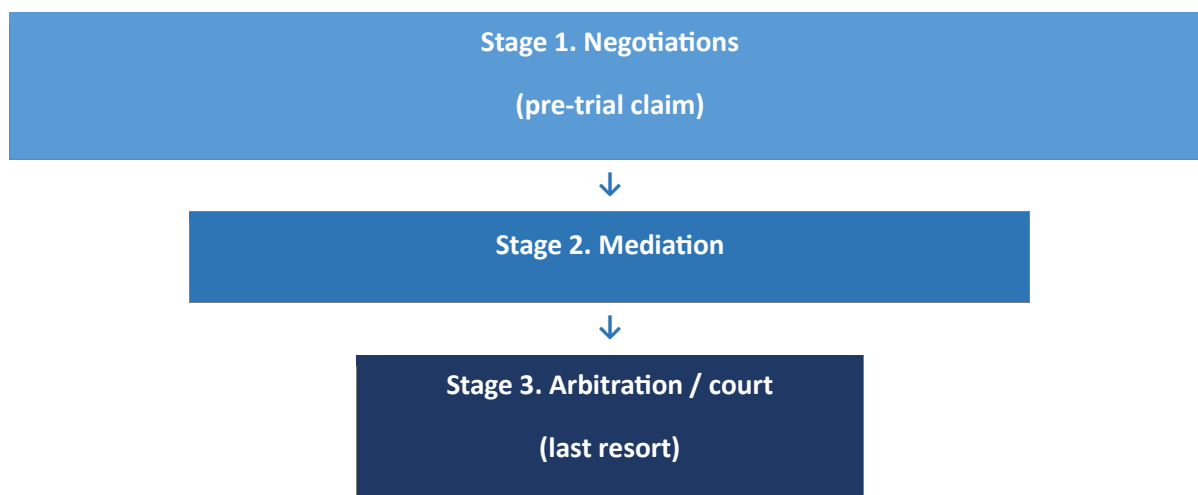 Stage 1. Negotiations
(pre-trial claim)
↓
Stage 2. Mediation
↓
Stage 3. Arbitration / court
(last resort)